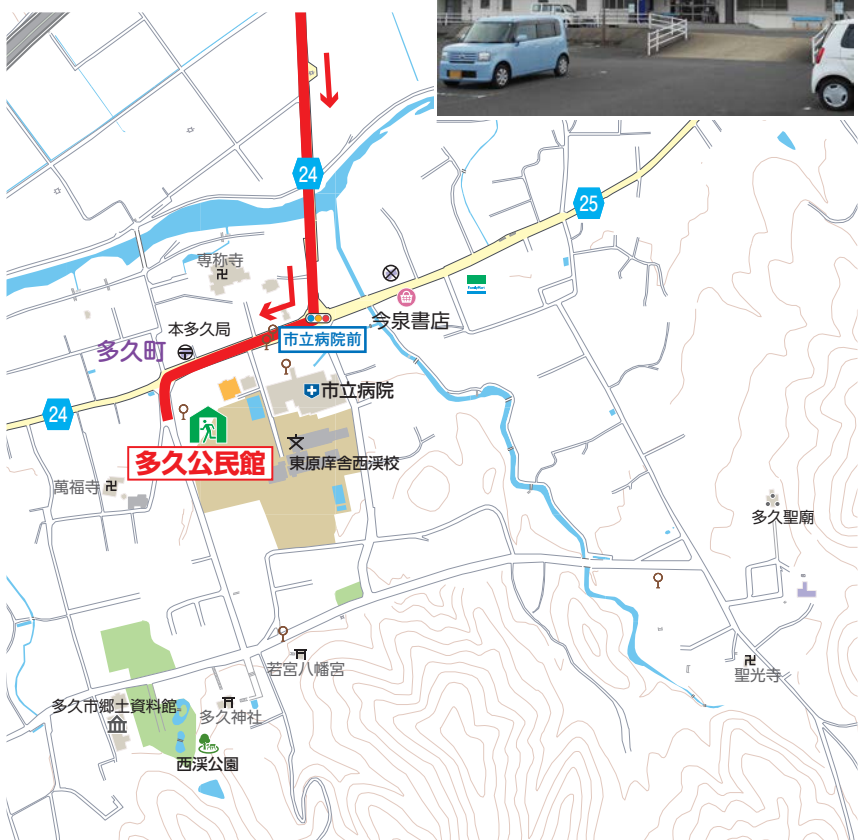 24
25
専称寺
FamilyMart
本多久局
今泉書店
市立病院前
多久町
市立病院
24
多久公民館
東原庠舎西渓校
萬福寺
多久聖廟
若宮八幡宮
聖光寺
多久市郷土資料館
多久神社
西渓公園